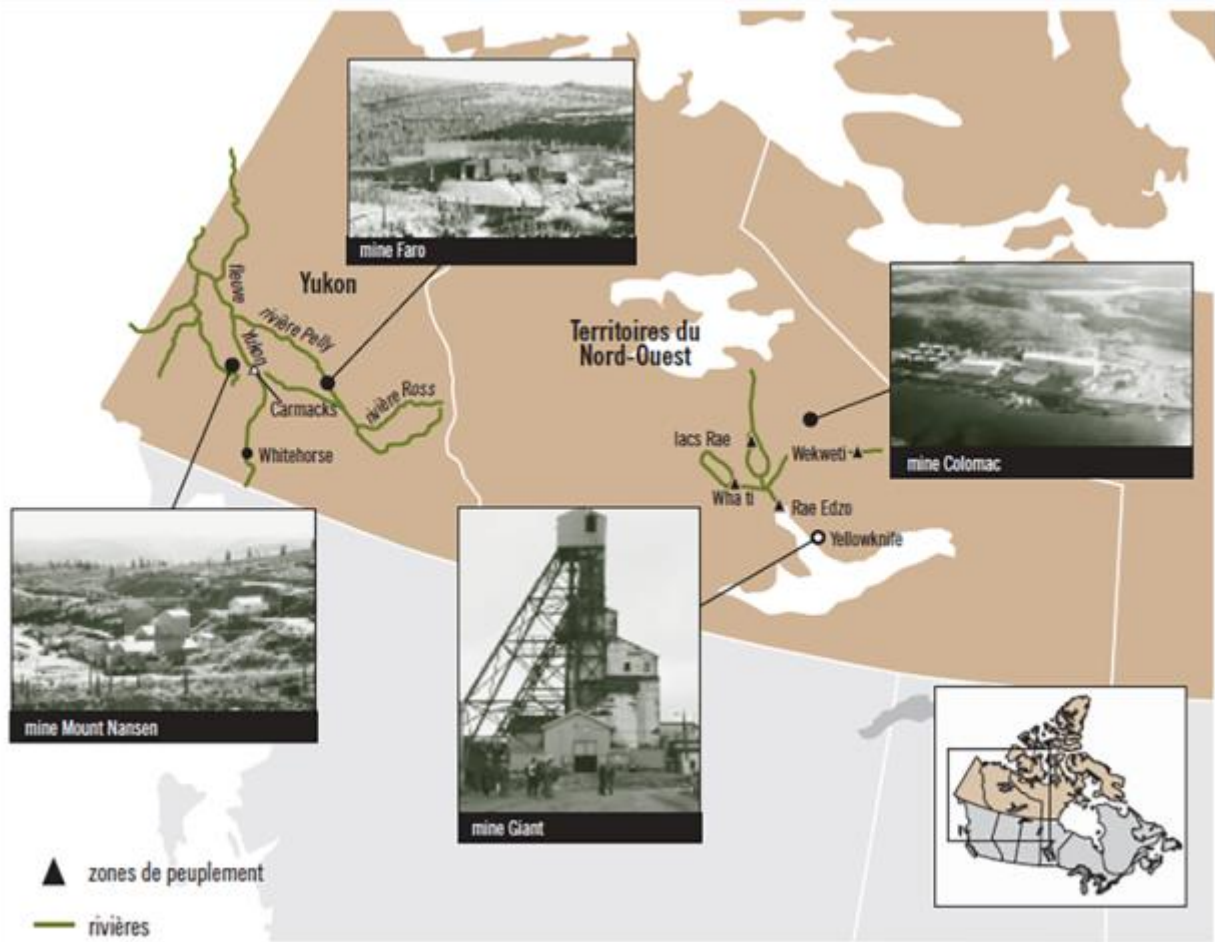 mine Faro
Yukon
fleuve
Yukon
rivière Pelly
rivière Ross
Carmacks
Whitehorse
Territoires du
Nord-Ouest
lacs Rae
Wekweti
Wha ti
Rae Edzo
Yellowknife
mine Colomac
mine Mount Nansen
mine Giant
zones de peuplement
rivières